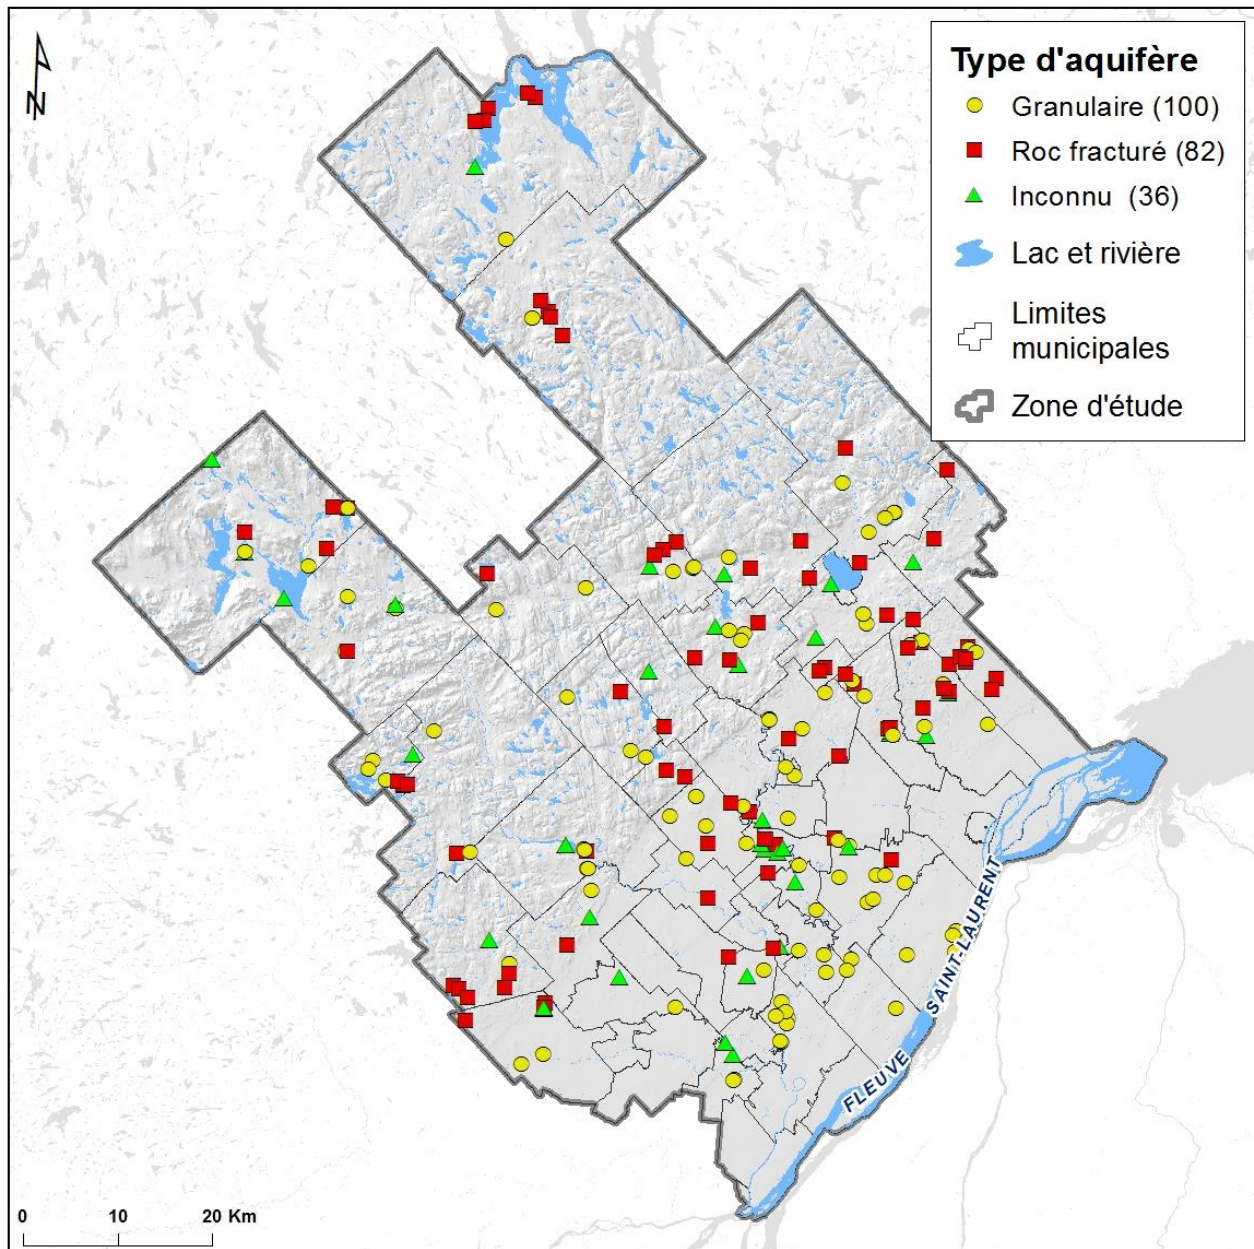 N
Type d'aquifère
Granulaire (100)
Roc fracturé (82)
Inconnu (36)
Lac et rivière
Limites
municipales
Zone d'étude
FLEUVE SAINT-LAURENT
0 10 20 Km